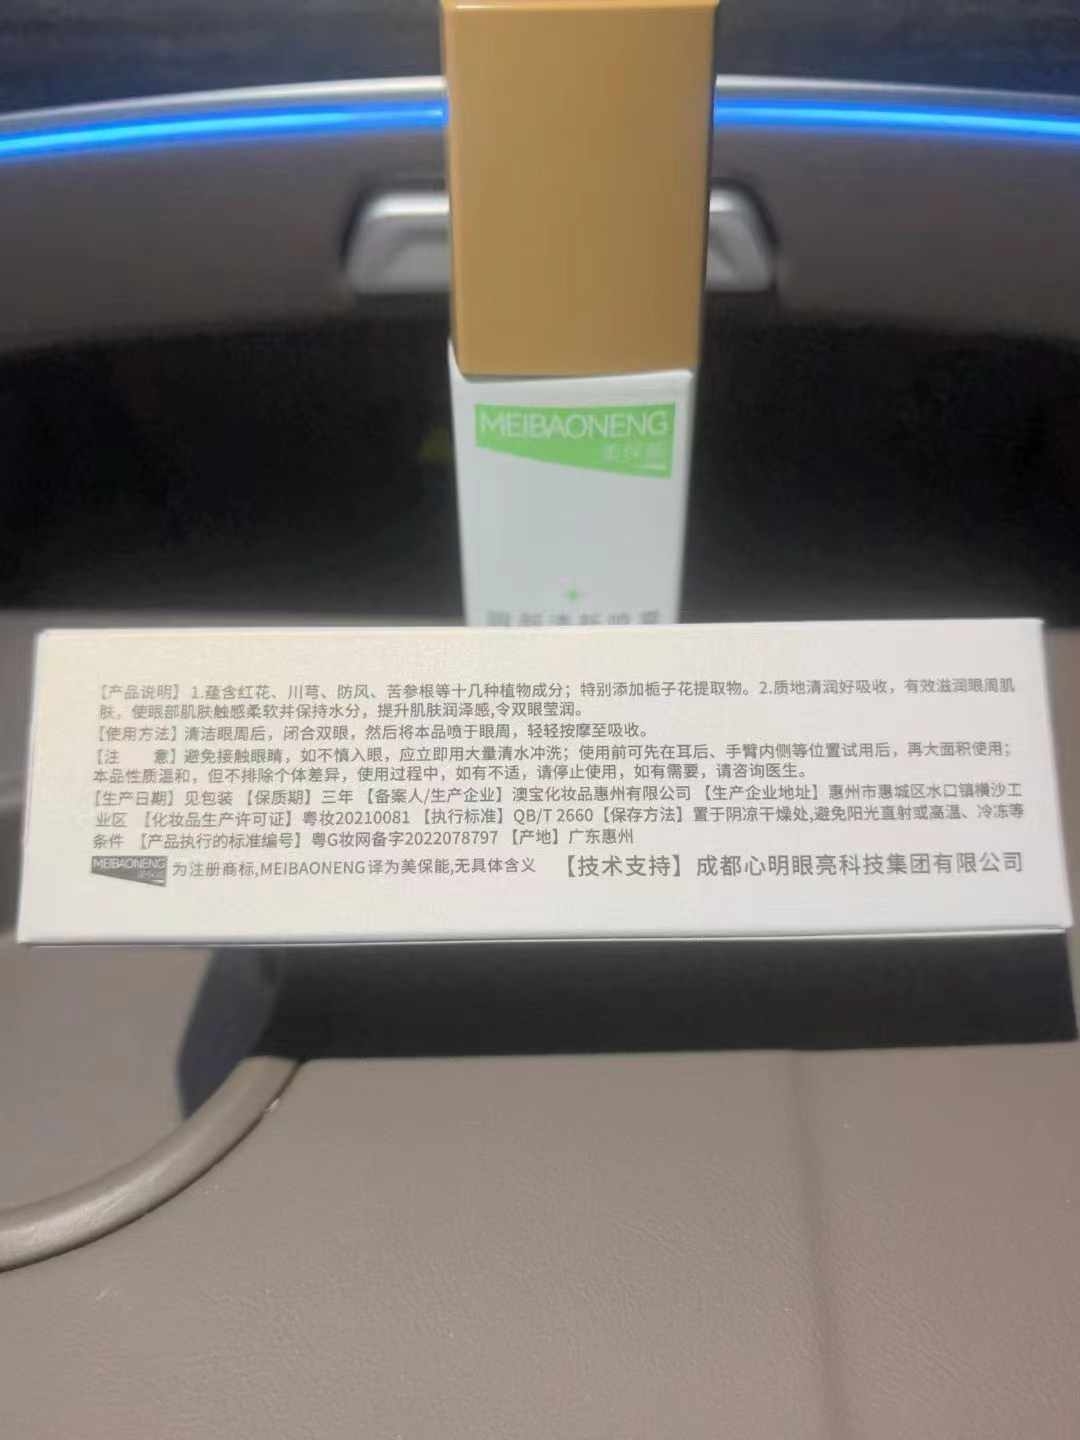 MEIBAONENG
美保能
【产品说明】1.蕴含红花、川芎、防风、苦参根等十几种植物成分；特别添加栀子花提取物。2.质地清润好吸收，有效滋润眼周肌
肤，使眼部肌肤触感柔软并保持水分，提升肌肤润泽感,令双眼莹润。
【使用方法】清洁眼周后，闭合双眼，然后将本品喷于眼周，轻轻按摩至吸收。
【注 意】避免接触眼睛，如不慎入眼，应立即用大量清水冲洗；使用前可先在耳后、手臂内侧等位置试用后，再大面积使用；
本品性质温和，但不排除个体差异，使用过程中，如有不适，请停止使用，如有需要，请咨询医生。
【生产日期】见包装 【保质期】三年 【备案人/生产企业】澳宝化妆品惠州有限公司 【生产企业地址】惠州市惠城区水口镇横沙工
业区 【化妆品生产许可证】粤妆20210081 【执行标准】QB/T 2660【保存方法】置于阴凉干燥处,避免阳光直射或高温、冷冻等
条件 【产品执行的标准编号】粤G妆网备字2022078797 【产地】广东惠州
MEIBAONENG 为注册商标,MEIBAONENG译为美保能,无具体含义 【技术支持】成都心明眼亮科技集团有限公司